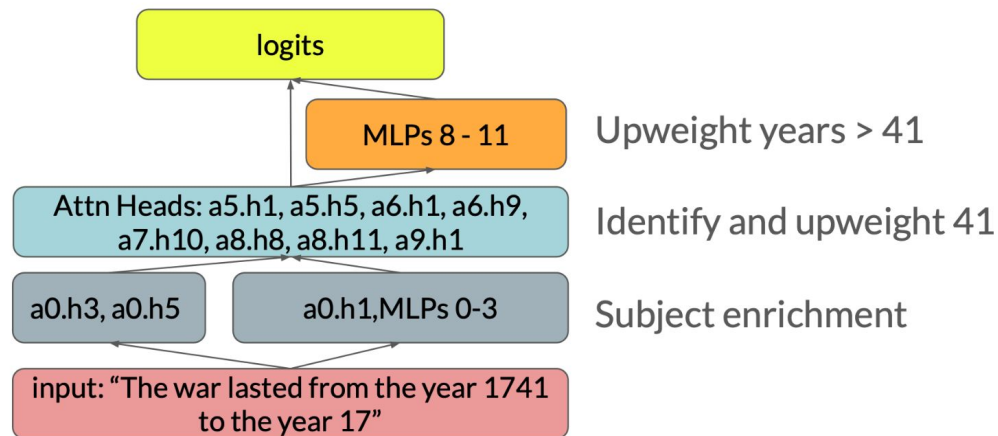 logits
MLPs 8 - 11
Upweight years > 41
Attn Heads: a5.h1, a5.h5, a6.h1, a6.h9,
a7.h10, a8.h8, a8.h11, a9.h1
Identify and upweight 41
a0.h3, a0.h5
a0.h1,MLPs 0-3
Subject enrichment
input: “The war lasted from the year 1741
to the year 17”